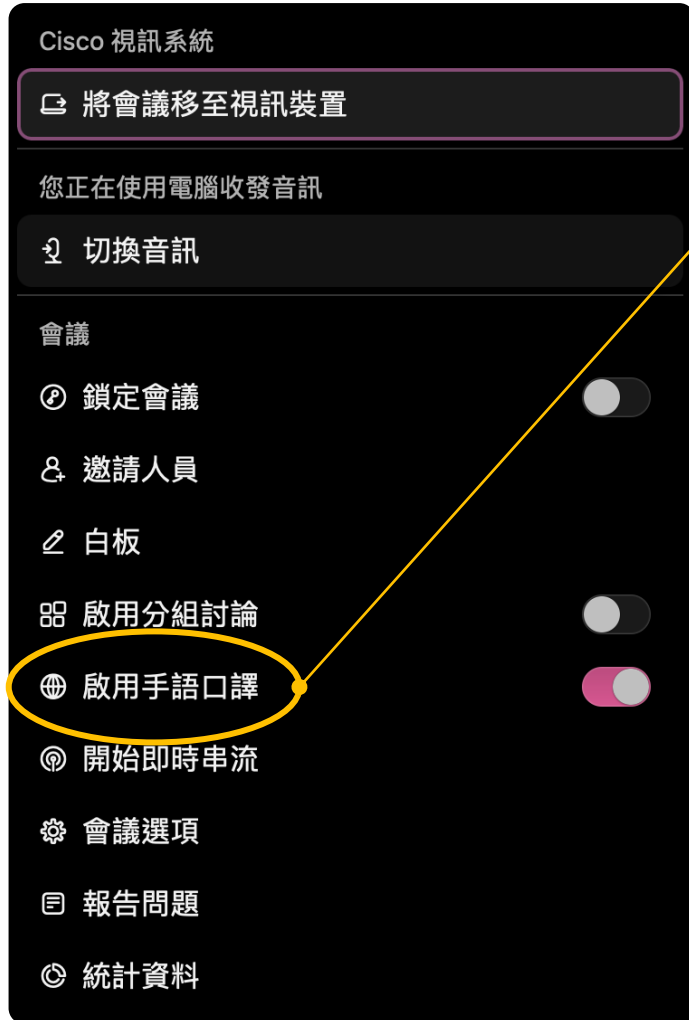 Cisco 視訊系統
將會議移至視訊裝置
您正在使用電腦收發音訊
切換音訊
會議
鎖定會議
邀請人員
白板
啟用分組討論
啟用手語口譯
開始即時串流
會議選項
報告問題
統計資料